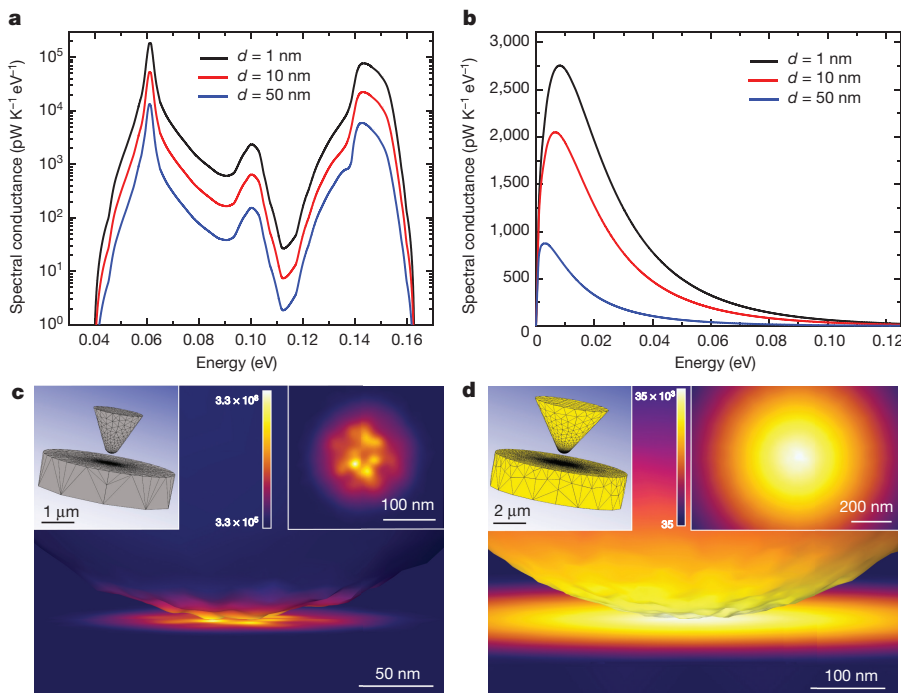 a
Spectral conductance (pW K⁻¹ eV⁻¹)
10⁵
10⁴
10³
10²
10¹
10⁰
d = 1 nm
d = 10 nm
d = 50 nm
0.04 0.06 0.08 0.10 0.12 0.14 0.16
Energy (eV)
b
Spectral conductance (pW K⁻¹ eV⁻¹)
3,000
2,500
2,000
1,500
1,000
500
0
d = 1 nm
d = 10 nm
d = 50 nm
0 0.02 0.04 0.06 0.08 0.10 0.12
Energy (eV)
c
1 μm
3.3 × 10⁶
3.3 × 10⁵
100 nm
50 nm
d
2 μm
35 × 10³
35
200 nm
100 nm